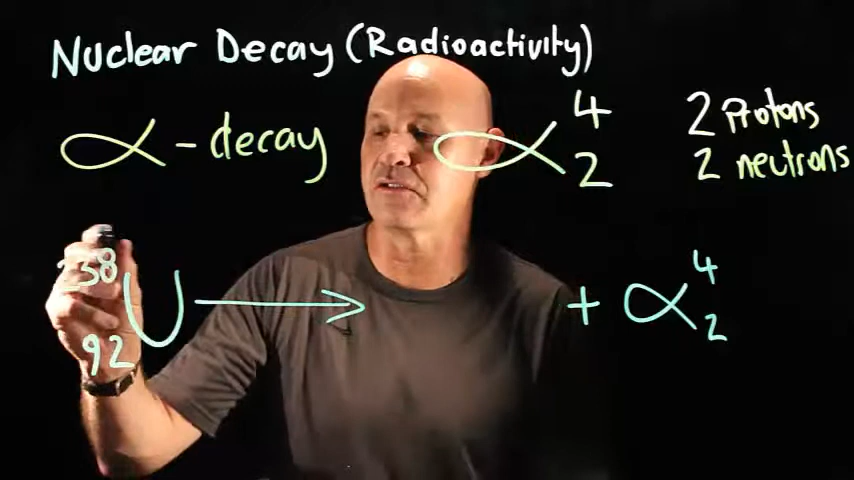 Nuclear Decay (Radioactivity)
α - decay α 4 2 2 Protons
2 neutrons
238 92 U → + α 4 2